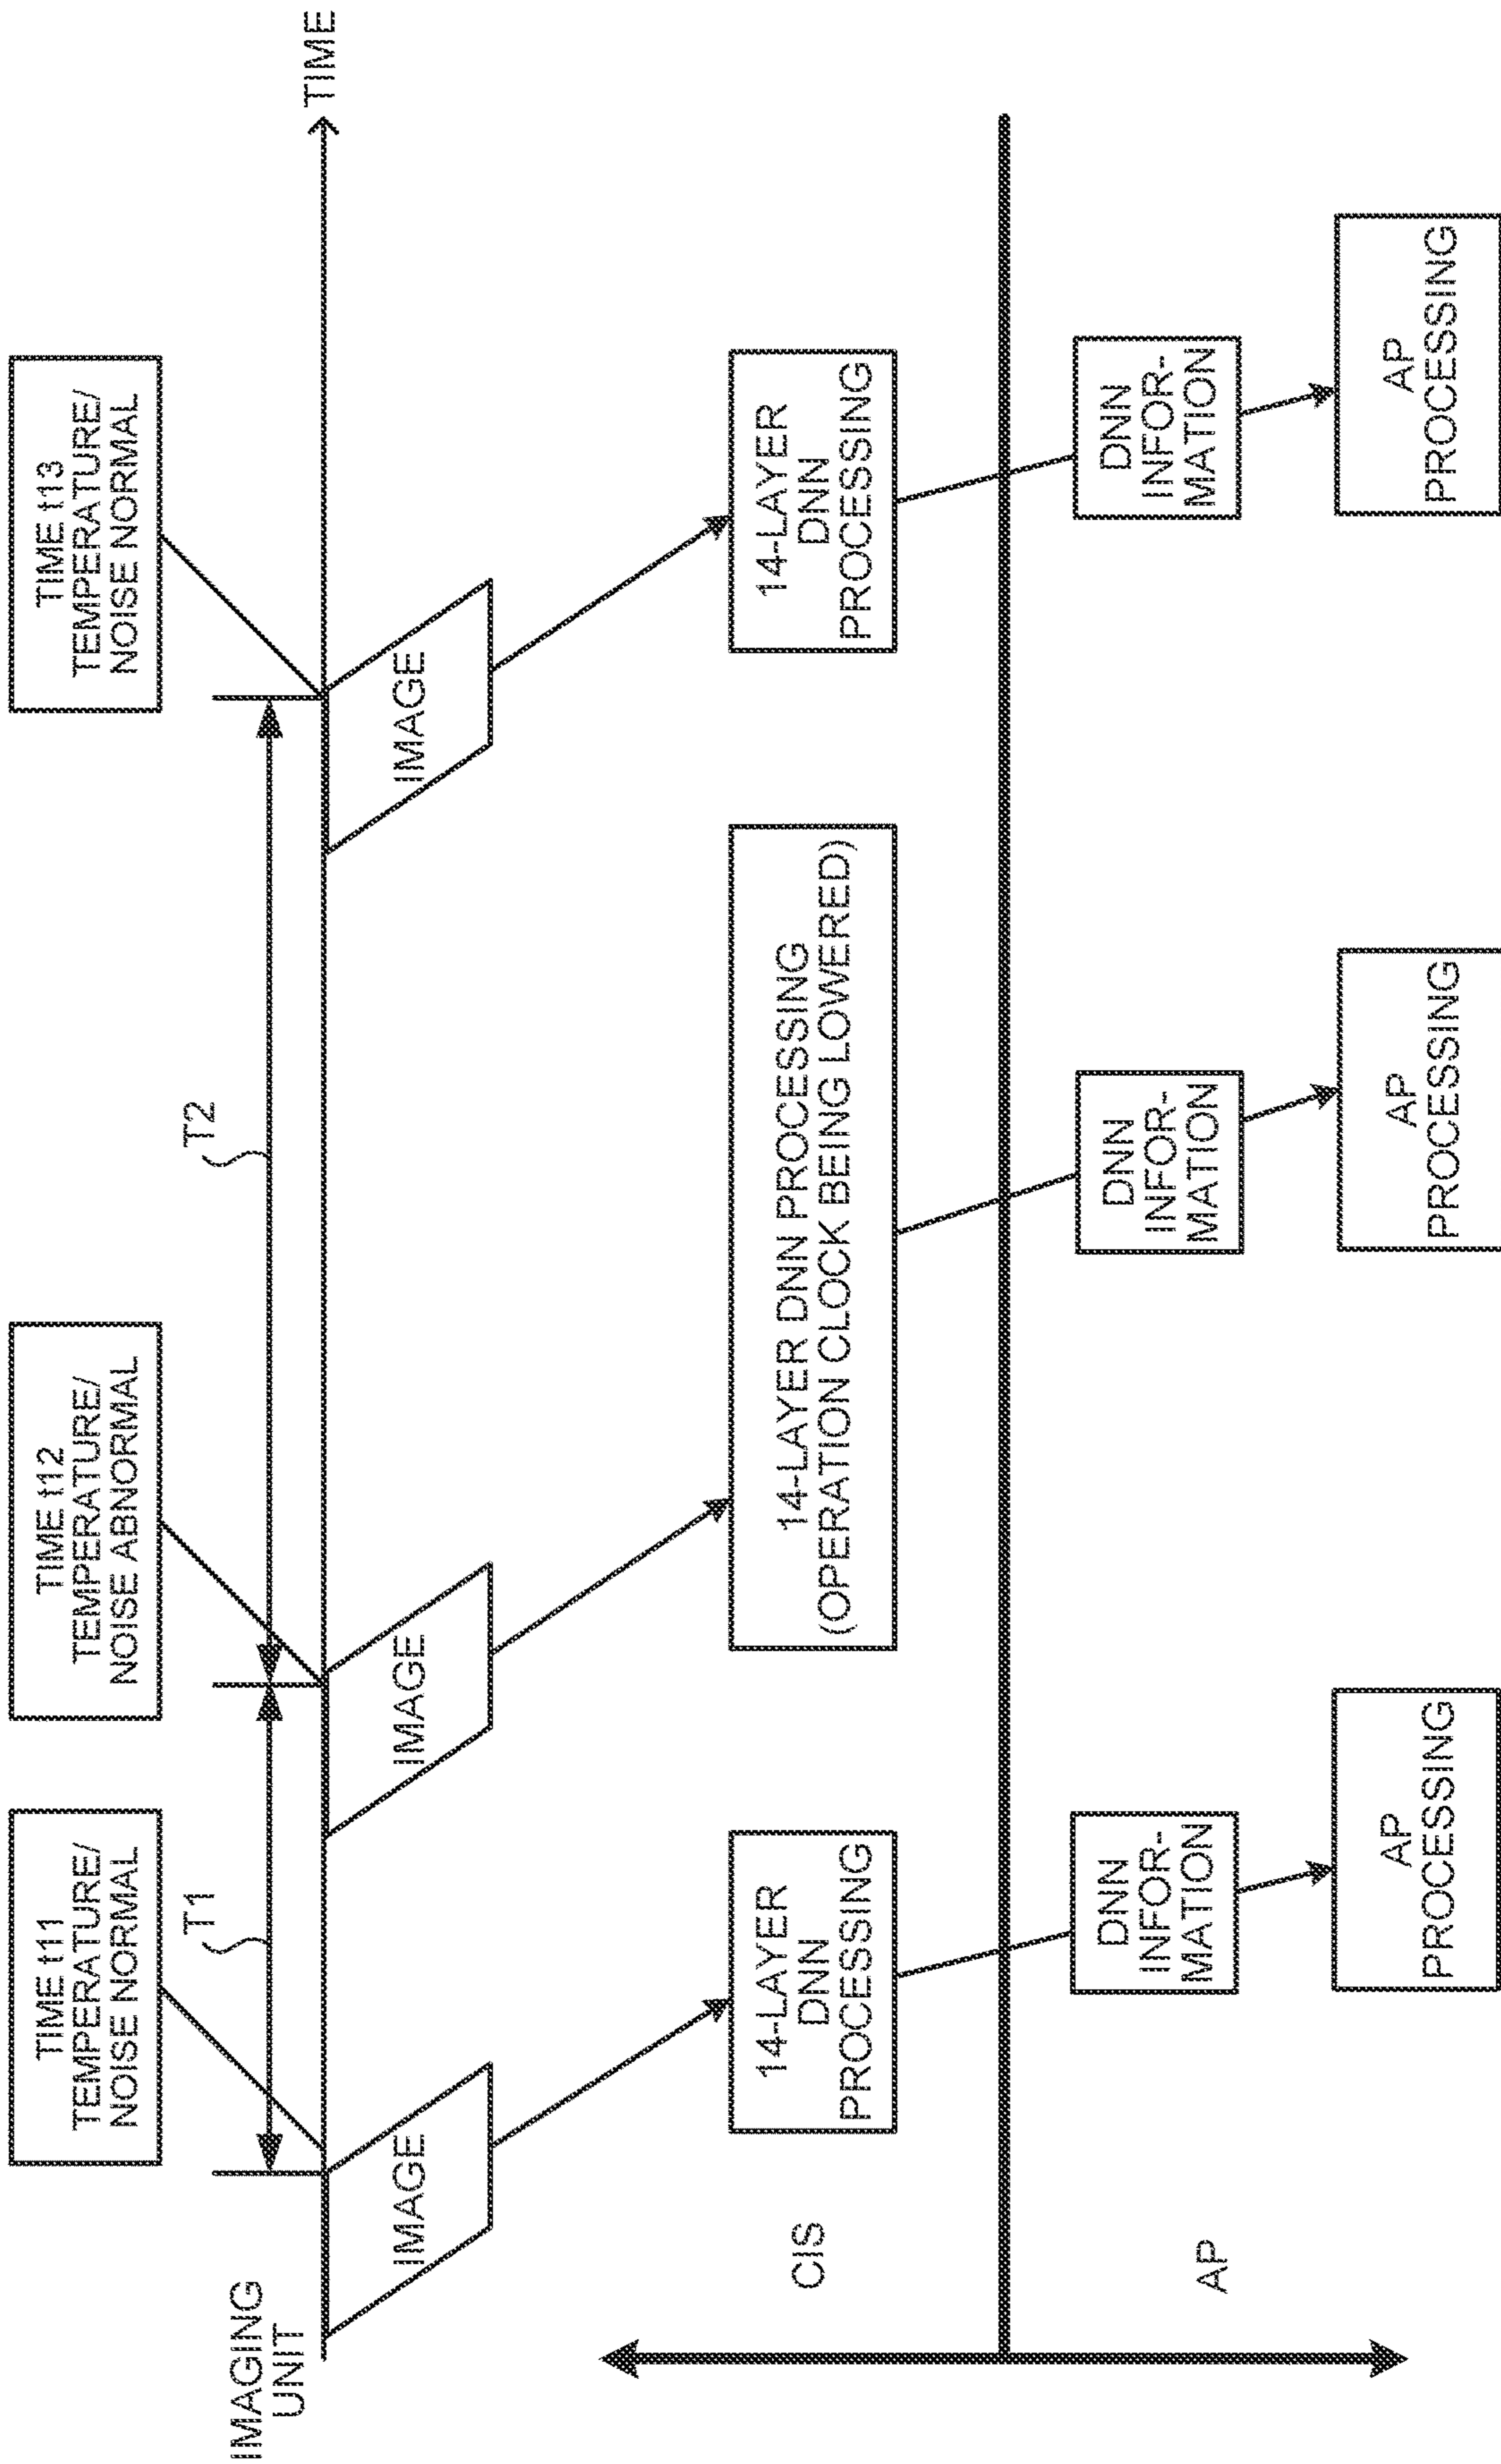 TIME t11
TEMPERATURE/
NOISE NORMAL
TIME t12
TEMPERATURE/
NOISE ABNORMAL
TIME t13
TEMPERATURE/
NOISE NORMAL
T1
T2
IMAGING
UNIT
TIME
IMAGE
IMAGE
IMAGE
CIS
14-LAYER
DNN
PROCESSING
14-LAYER DNN PROCESSING
(OPERATION CLOCK BEING LOWERED)
14-LAYER
DNN
PROCESSING
AP
DNN
INFOR-
MATION
DNN
INFOR-
MATION
DNN
INFOR-
MATION
AP
PROCESSING
AP
PROCESSING
AP
PROCESSING